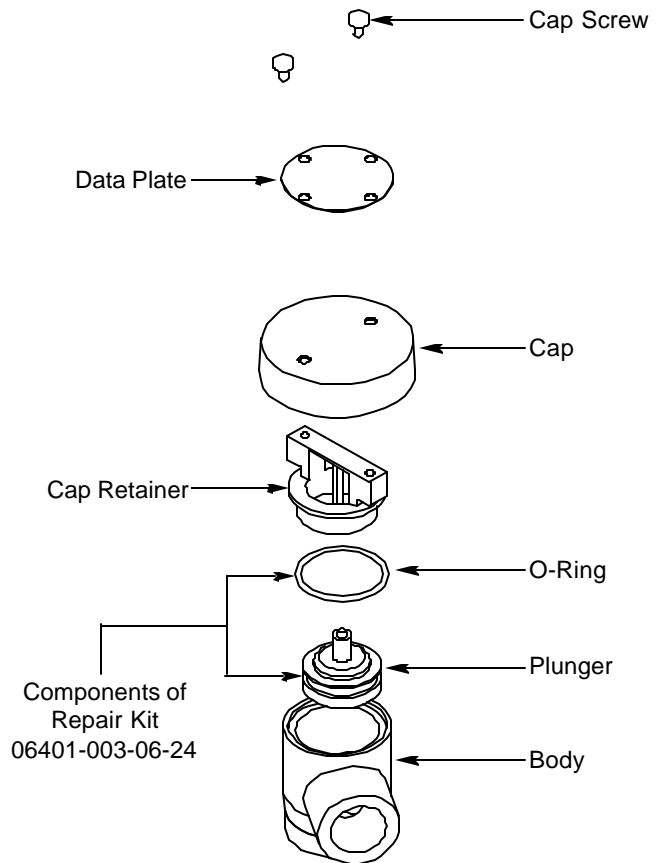 Cap Screw
Data Plate
Cap
Cap Retainer
O-Ring
Plunger
Components of
Repair Kit
06401-003-06-24
Body